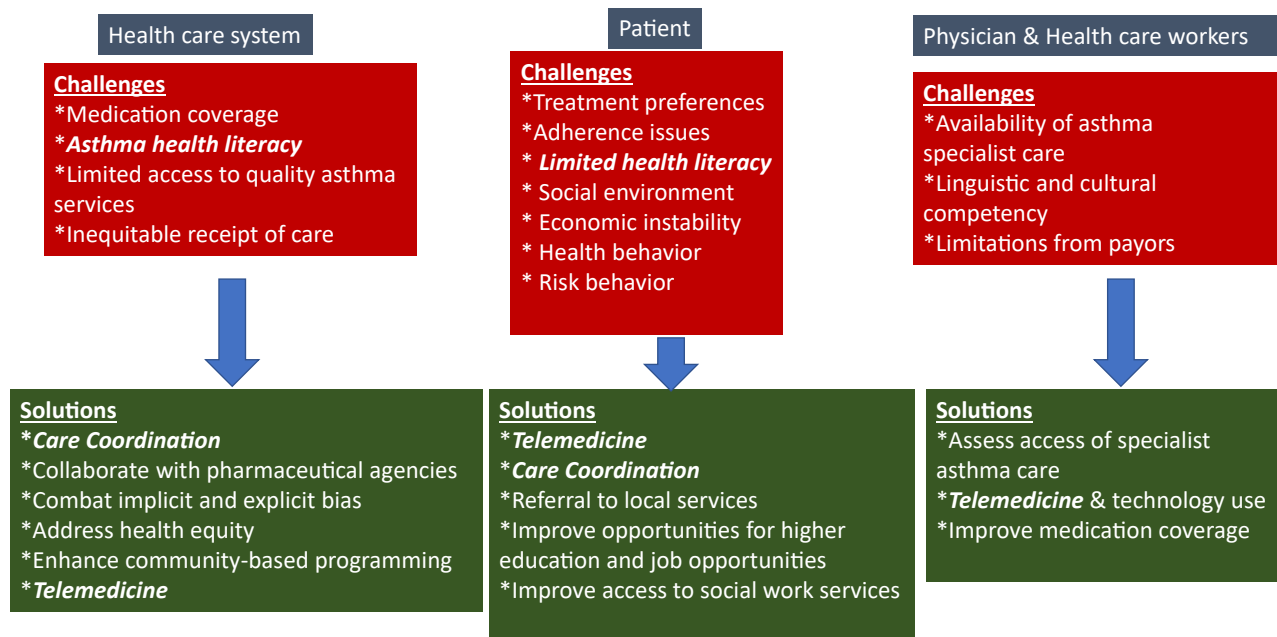 Health care system
Challenges
*Medication coverage
*Asthma health literacy
*Limited access to quality asthma
services
*Inequitable receipt of care
Solutions
*Care Coordination
*Collaborate with pharmaceutical agencies
*Combat implicit and explicit bias
*Address health equity
*Enhance community-based programming
*Telemedicine
Patient
Challenges
*Treatment preferences
*Adherence issues
* Limited health literacy
* Social environment
* Economic instability
* Health behavior
* Risk behavior
Solutions
*Telemedicine
*Care Coordination
*Referral to local services
*Improve opportunities for higher
education and job opportunities
*Improve access to social work services
Physician & Health care workers
Challenges
*Availability of asthma
specialist care
*Linguistic and cultural
competency
*Limitations from payors
Solutions
*Assess access of specialist
asthma care
*Telemedicine & technology use
*Improve medication coverage